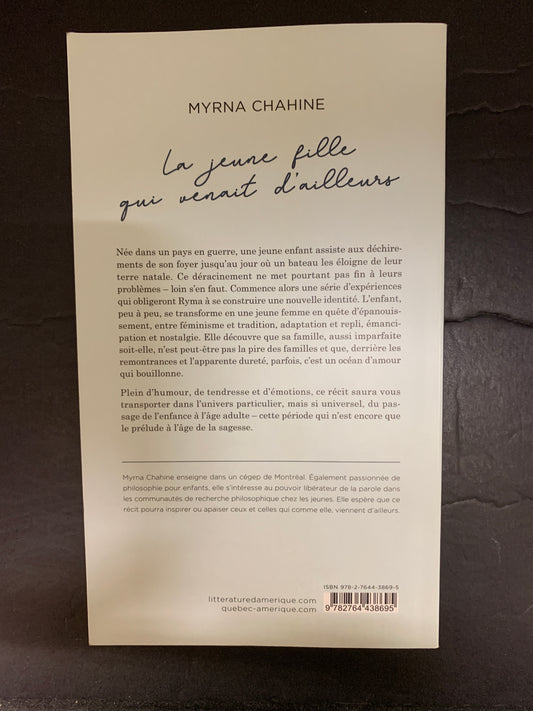 MYRNA CHAHINE
La jeune fille
qui venait d'ailleurs
Née dans un pays en guerre, une jeune enfant assiste aux déchire-
ments de son foyer jusqu'au jour où un bateau les éloigne de leur
terre natale. Ce déracinement ne met pourtant pas fin à leurs
problèmes – loin s'en faut. Commence alors une série d'expériences
qui obligeront Ryma à se construire une nouvelle identité. L'enfant,
peu à peu, se transforme en une jeune femme en quête d'épanouis-
sement, entre féminisme et tradition, adaptation et repli, émanci-
pation et nostalgie. Elle découvre que sa famille, aussi imparfaite
soit-elle, n'est peut-être pas la pire des familles et que, derrière les
remontrances et l'apparente dureté, parfois, c'est un océan d'amour
qui bouillonne.
Plein d'humour, de tendresse et d'émotions, ce récit saura vous
transporter dans l'univers particulier, mais si universel, du pas-
sage de l'enfance à l'âge adulte – cette période qui n'est encore que
le prélude à l'âge de la sagesse.
Myrna Chahine enseigne dans un cégep de Montréal. Également passionnée de
philosophie pour enfants, elle s'intéresse au pouvoir libérateur de la parole dans
les communautés de recherche philosophique chez les jeunes. Elle espère que ce
récit pourra inspirer ou apaiser ceux et celles qui comme elle, viennent d'ailleurs.
ISBN 978-2-7644-3869-5
litteraturedamerique.com
quebec-amerique.com
9 782764 438695